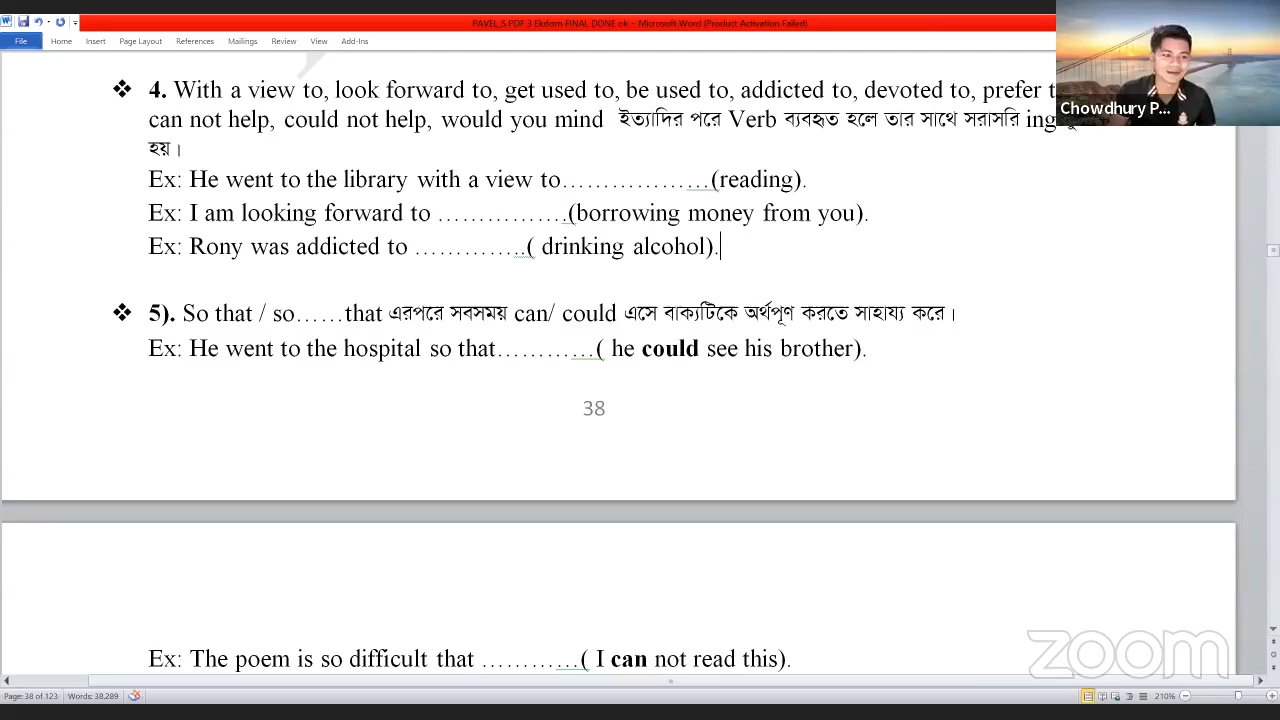 PAVEL_S PDF 3 Ekdom FINAL DONE ok - Microsoft Word (Product Activation Failed)
File Home Insert Page Layout References Mailings Review View Add-Ins
❖ 4. With a view to, look forward to, get used to, be used to, addicted to, devoted to, prefer
can not help, could not help, would you mind ইত্যাদির পরে Verb ব্যবহৃত হলে তার সাথে সরাসরি ing
হয়।
Ex: He went to the library with a view to………………….(reading).
Ex: I am looking forward to …………….(borrowing money from you).
Ex: Rony was addicted to …………..( drinking alcohol).
Chowdhury P...
❖ 5). So that / so……that এরপরে সবসময় can/ could এসে বাক্যটিকে অর্থপূণ করতে সাহায্য করে।
Ex: He went to the hospital so that…………( he could see his brother).
38
Ex: The poem is so difficult that …………( I can not read this).
zoom
Page: 38 of 123 Words: 38,289 210%